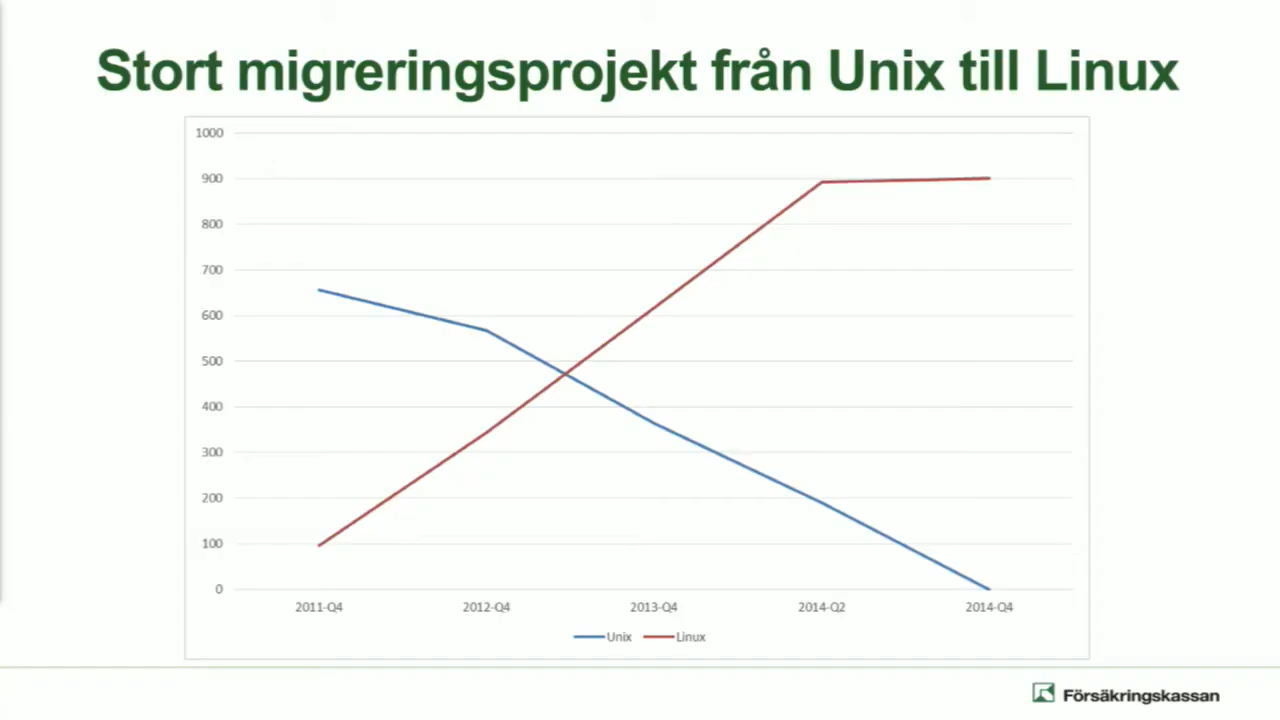 Stort migreringsprojekt från Unix till Linux
1000
900
800
700
600
500
400
300
200
100
0
2011-Q4 2012-Q4 2013-Q4 2014-Q2 2014-Q4
Unix Linux
Försäkringskassan